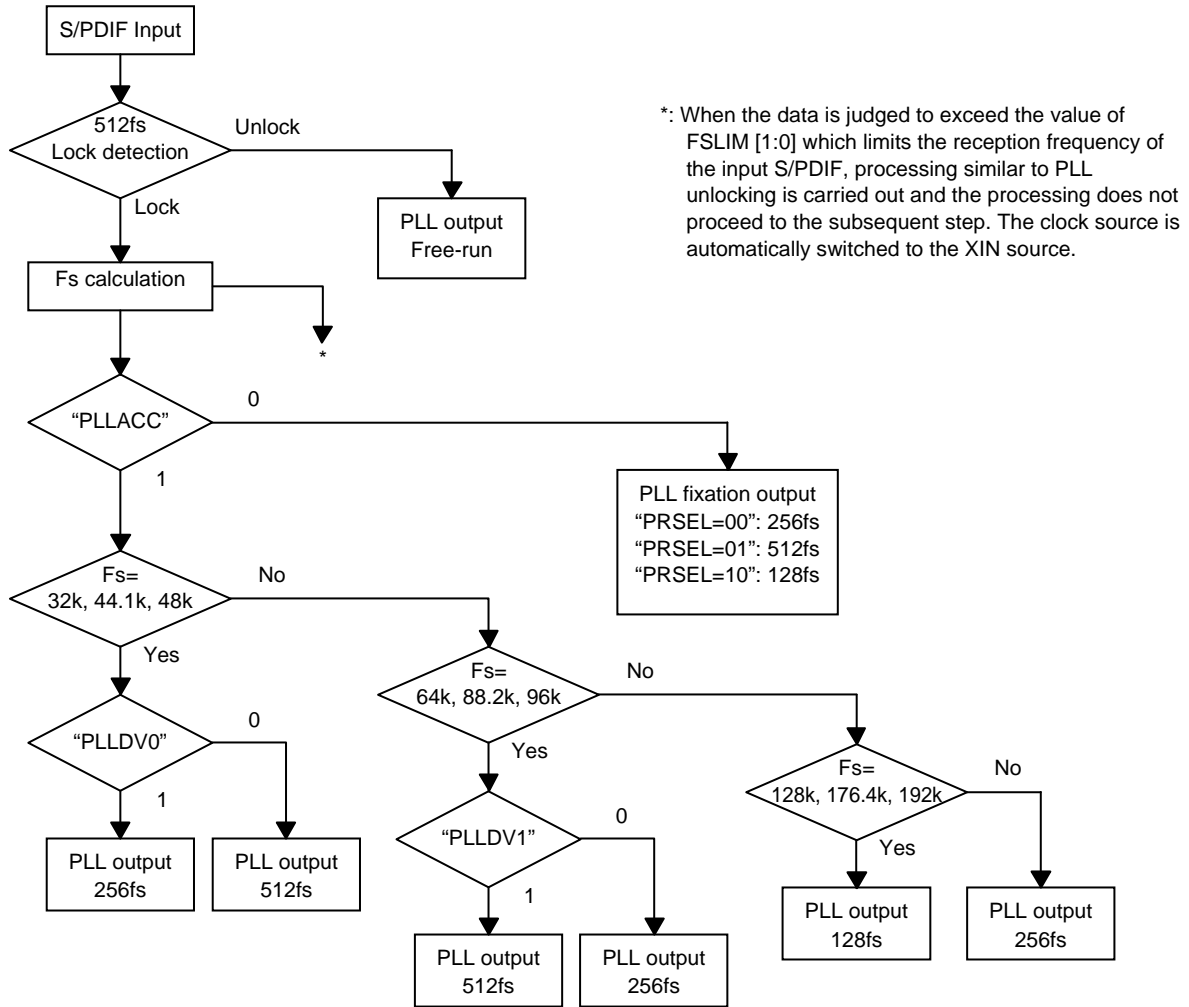 S/PDIF Input
512fs
Lock detection
Unlock
Lock
PLL output
Free-run
*: When the data is judged to exceed the value of
FSLIM [1:0] which limits the reception frequency of
the input S/PDIF, processing similar to PLL
unlocking is carried out and the processing does not
proceed to the subsequent step. The clock source is
automatically switched to the XIN source.
Fs calculation
*
“PLLACC”
0
1
PLL fixation output
“PRSEL=00”: 256fs
“PRSEL=01”: 512fs
“PRSEL=10”: 128fs
Fs=
32k, 44.1k, 48k
No
Yes
Fs=
64k, 88.2k, 96k
No
Yes
“PLLDV0”
0
1
Fs=
128k, 176.4k, 192k
No
Yes
“PLLDV1”
0
1
PLL output
256fs
PLL output
512fs
PLL output
128fs
PLL output
256fs
PLL output
512fs
PLL output
256fs